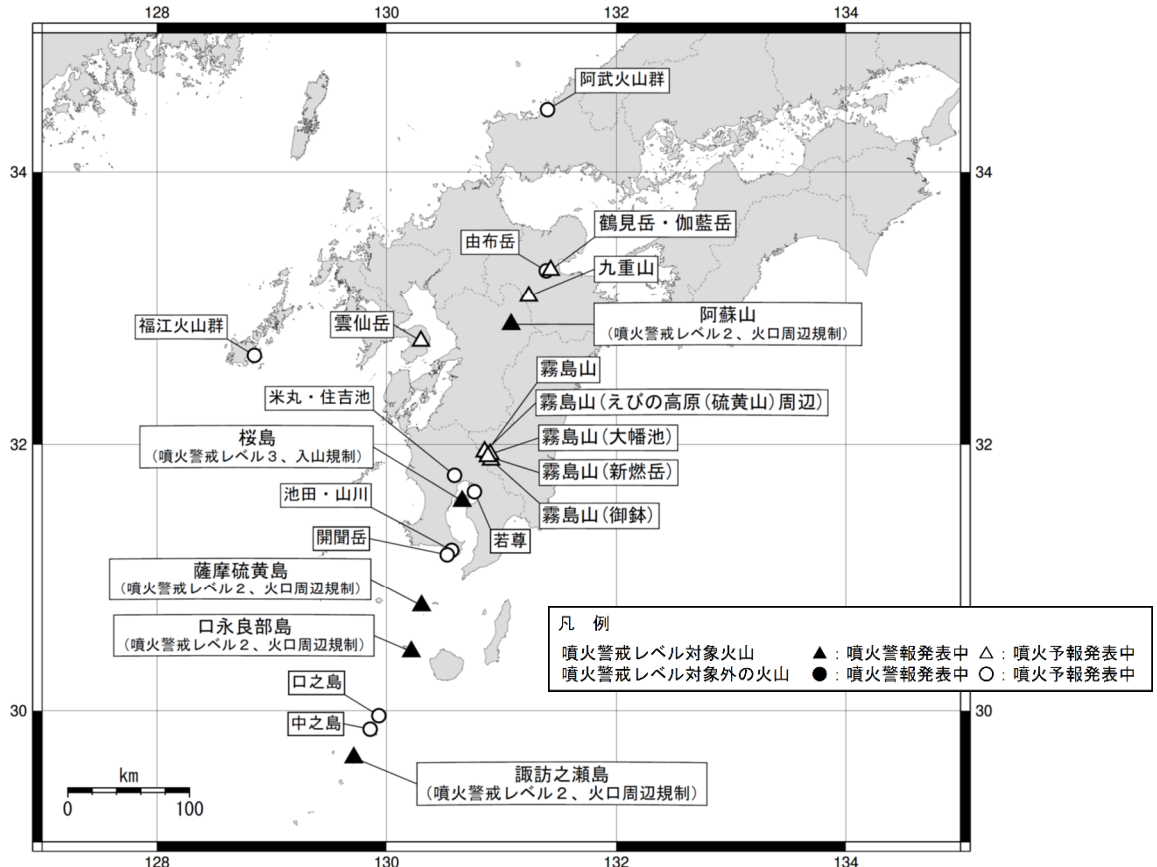 128
130
132
134
阿武火山群
34
34
鶴見岳・伽藍岳
由布岳
九重山
阿蘇山
(噴火警戒レベル2、火口周辺規制)
福江火山群
雲仙岳
霧島山
米丸・住吉池
霧島山(えびの高原(硫黄山)周辺)
桜島
(噴火警戒レベル3、入山規制)
霧島山(大幡池)
32
32
霧島山(新燃岳)
池田・山川
霧島山(御鉢)
開聞岳
若尊
薩摩硫黄島
(噴火警戒レベル2、火口周辺規制)
口永良部島
(噴火警戒レベル2、火口周辺規制)
凡 例
噴火警戒レベル対象火山 ▲:噴火警報発表中 △:噴火予報発表中
噴火警戒レベル対象外の火山 ●:噴火警報発表中 ○:噴火予報発表中
口之島
30
30
中之島
諏訪之瀬島
(噴火警戒レベル2、火口周辺規制)
km
0 100
128
130
132
134